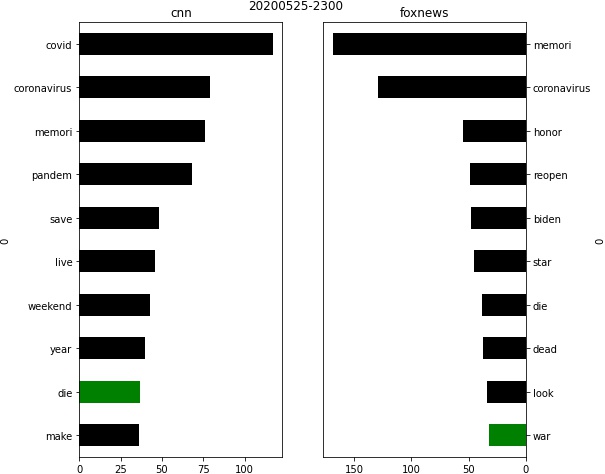 20200525-2300
cnn
foxnews
covid
coronavirus
memori
pandem
save
live
weekend
year
die
make
0
0 25 50 75 100
memori
coronavirus
honor
reopen
biden
star
die
dead
look
war
0
150 100 50 0